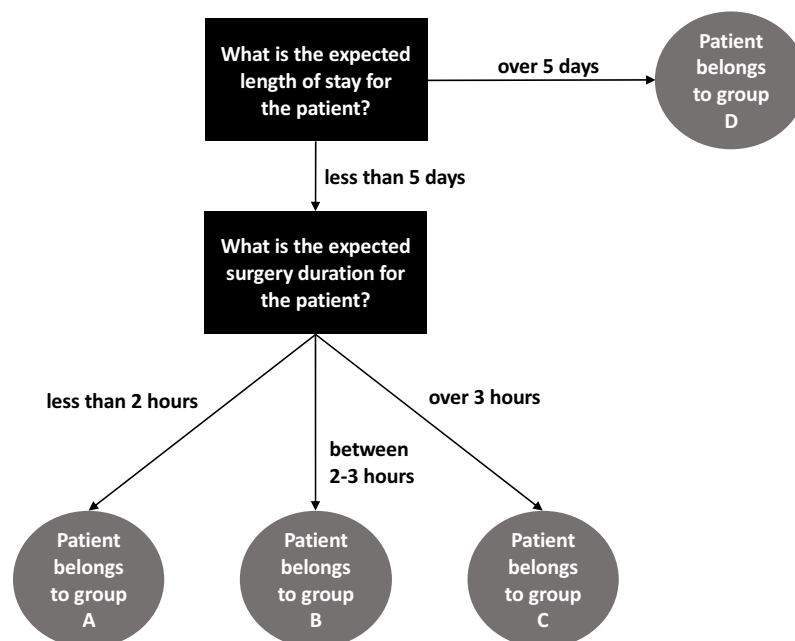 What is the expected
length of stay for
the patient?
over 5 days
Patient
belongs
to group
D
less than 5 days
What is the expected
surgery duration for
the patient?
less than 2 hours
between
2-3 hours
over 3 hours
Patient
belongs
to group
A
Patient
belongs
to group
B
Patient
belongs
to group
C